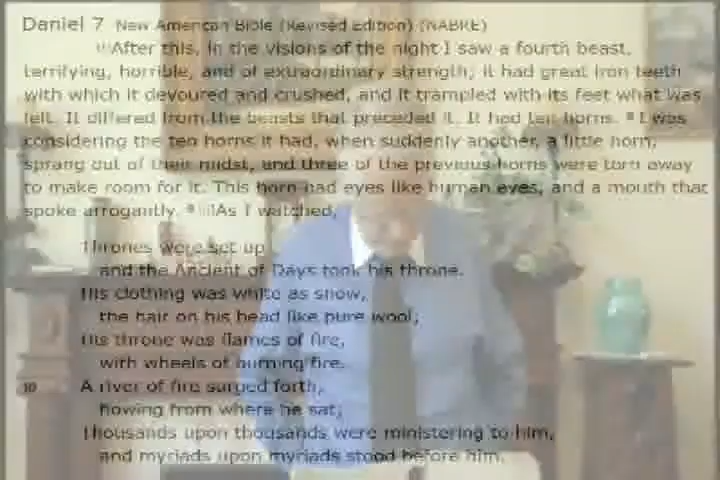 Daniel 7 New American Bible (Revised Edition) (NABRE)
After this, in the visions of the night I saw a fourth beast,
terrifying, horrible, and of extraordinary strength; it had great iron teeth
with which it devoured and crushed, and it trampled with its feet what was
left. It differed from the beasts that preceded it. It had ten horns. I was
considering the ten horns it had, when suddenly another, a little horn,
sprang out of their midst, and three of the previous horns were torn away
to make room for it. This horn had eyes like human eyes, and a mouth that
spoke arrogantly. As I watched,
Thrones were set up
and the Ancient of Days took his throne.
His clothing was white as snow,
the hair on his head like pure wool;
His throne was flames of fire,
with wheels of burning fire.
10 A river of fire surged forth,
flowing from where he sat;
Thousands upon thousands were ministering to him,
and myriads upon myriads stood before him.